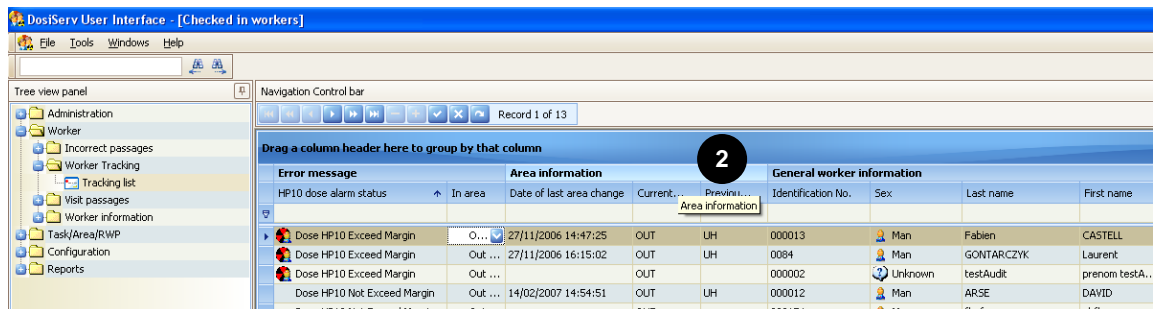 DosiServ User Interface - [Checked in workers]
File Tools Windows Help
Tree view panel
Navigation Control bar
Administration
Worker
Incorrect passages
Worker Tracking
Tracking list
Visit passages
Worker information
Task/Area/RWP
Configuration
Reports
Record 1 of 13
Drag a column header here to group by that column
2
Error message Area information General worker information
HP10 dose alarm status In area Date of last area change Current... Previou... Identification No. Sex Last name First name
Area information
Dose HP10 Exceed Margin O... 27/11/2006 14:47:25 OUT UH 000013 Man Fabien CASTELL
Dose HP10 Exceed Margin Out ... 27/11/2006 16:15:02 OUT UH 0084 Man GONTARCZYK Laurent
Dose HP10 Exceed Margin Out ... OUT 000002 Unknown testAudit prenom testA...
Dose HP10 Not Exceed Margin Out ... 14/02/2007 14:54:51 OUT UH 000012 Man ARSE DAVID